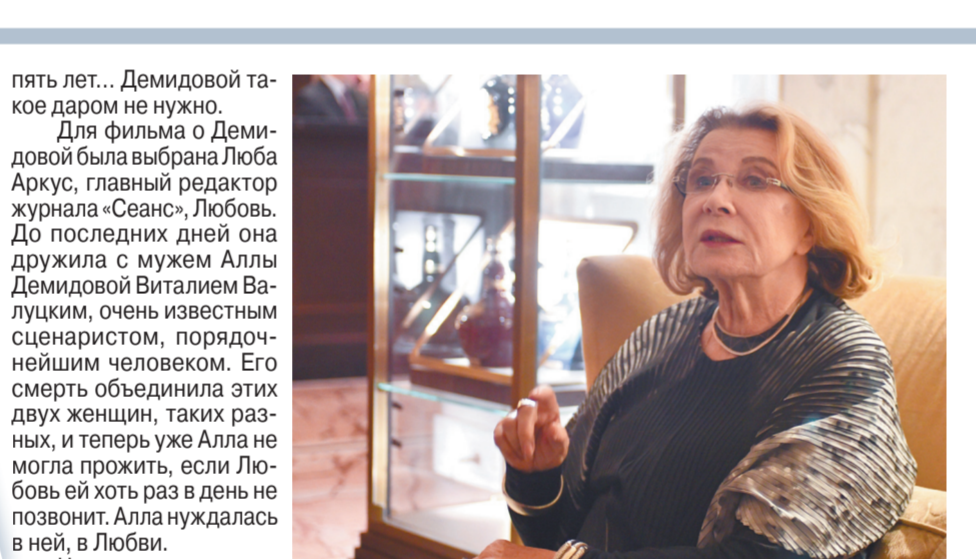 пять лет... Демидовой та-
кое даром не нужно.
Для фильма о Деми-
довой была выбрана Люба
Аркус, главный редактор
журнала «Сеанс», Любовь.
До последних дней она
дружила с мужем Аллы
Демидовой Виталием Ва-
луцким, очень известным
сценаристом, порядоч-
нейшим человеком. Его
смерть объединила этих
двух женщин, таких раз-
ных, и теперь уже Алла не
могла прожить, если Лю-
бовь ей хоть раз в день не
позвонит. Алла нуждалась
в ней, в Любви.